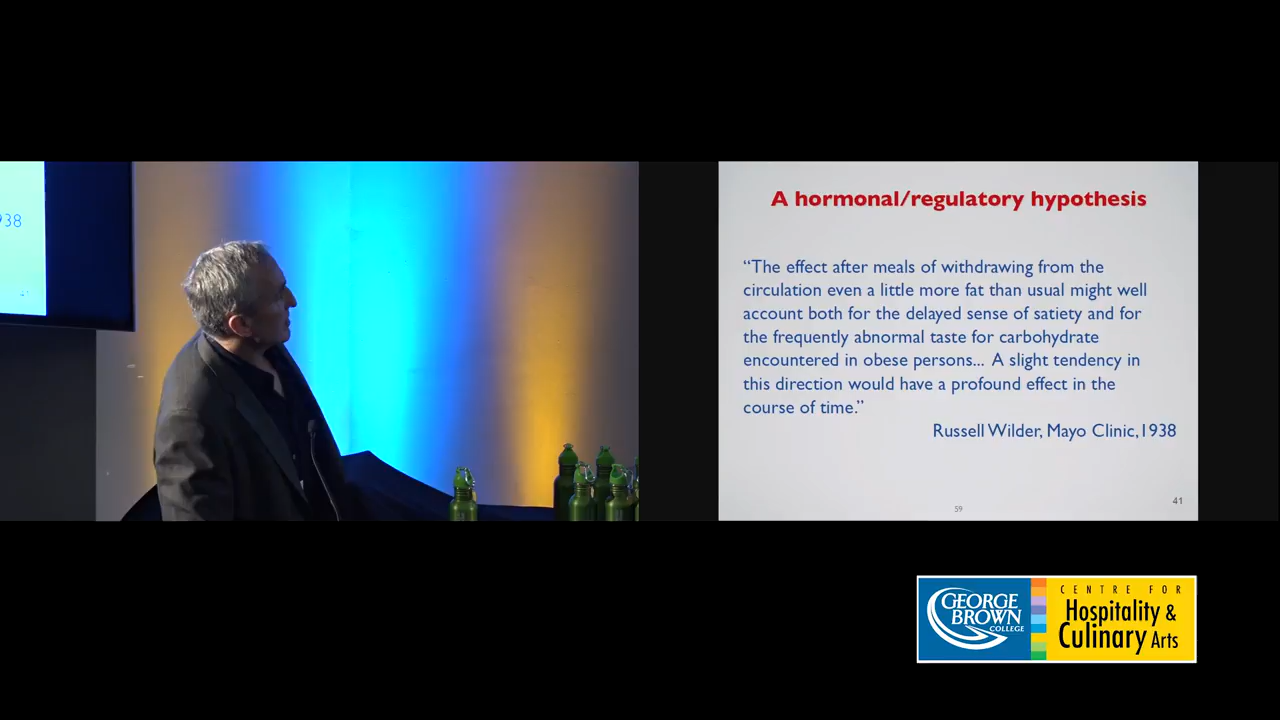 938
A hormonal/regulatory hypothesis
“The effect after meals of withdrawing from the
circulation even a little more fat than usual might well
account both for the delayed sense of satiety and for
the frequently abnormal taste for carbohydrate
encountered in obese persons... A slight tendency in
this direction would have a profound effect in the
course of time.”
Russell Wilder, Mayo Clinic,1938
41
59
GEORGE
BROWN
COLLEGE
CENTRE FOR
Hospitality &
Culinary Arts